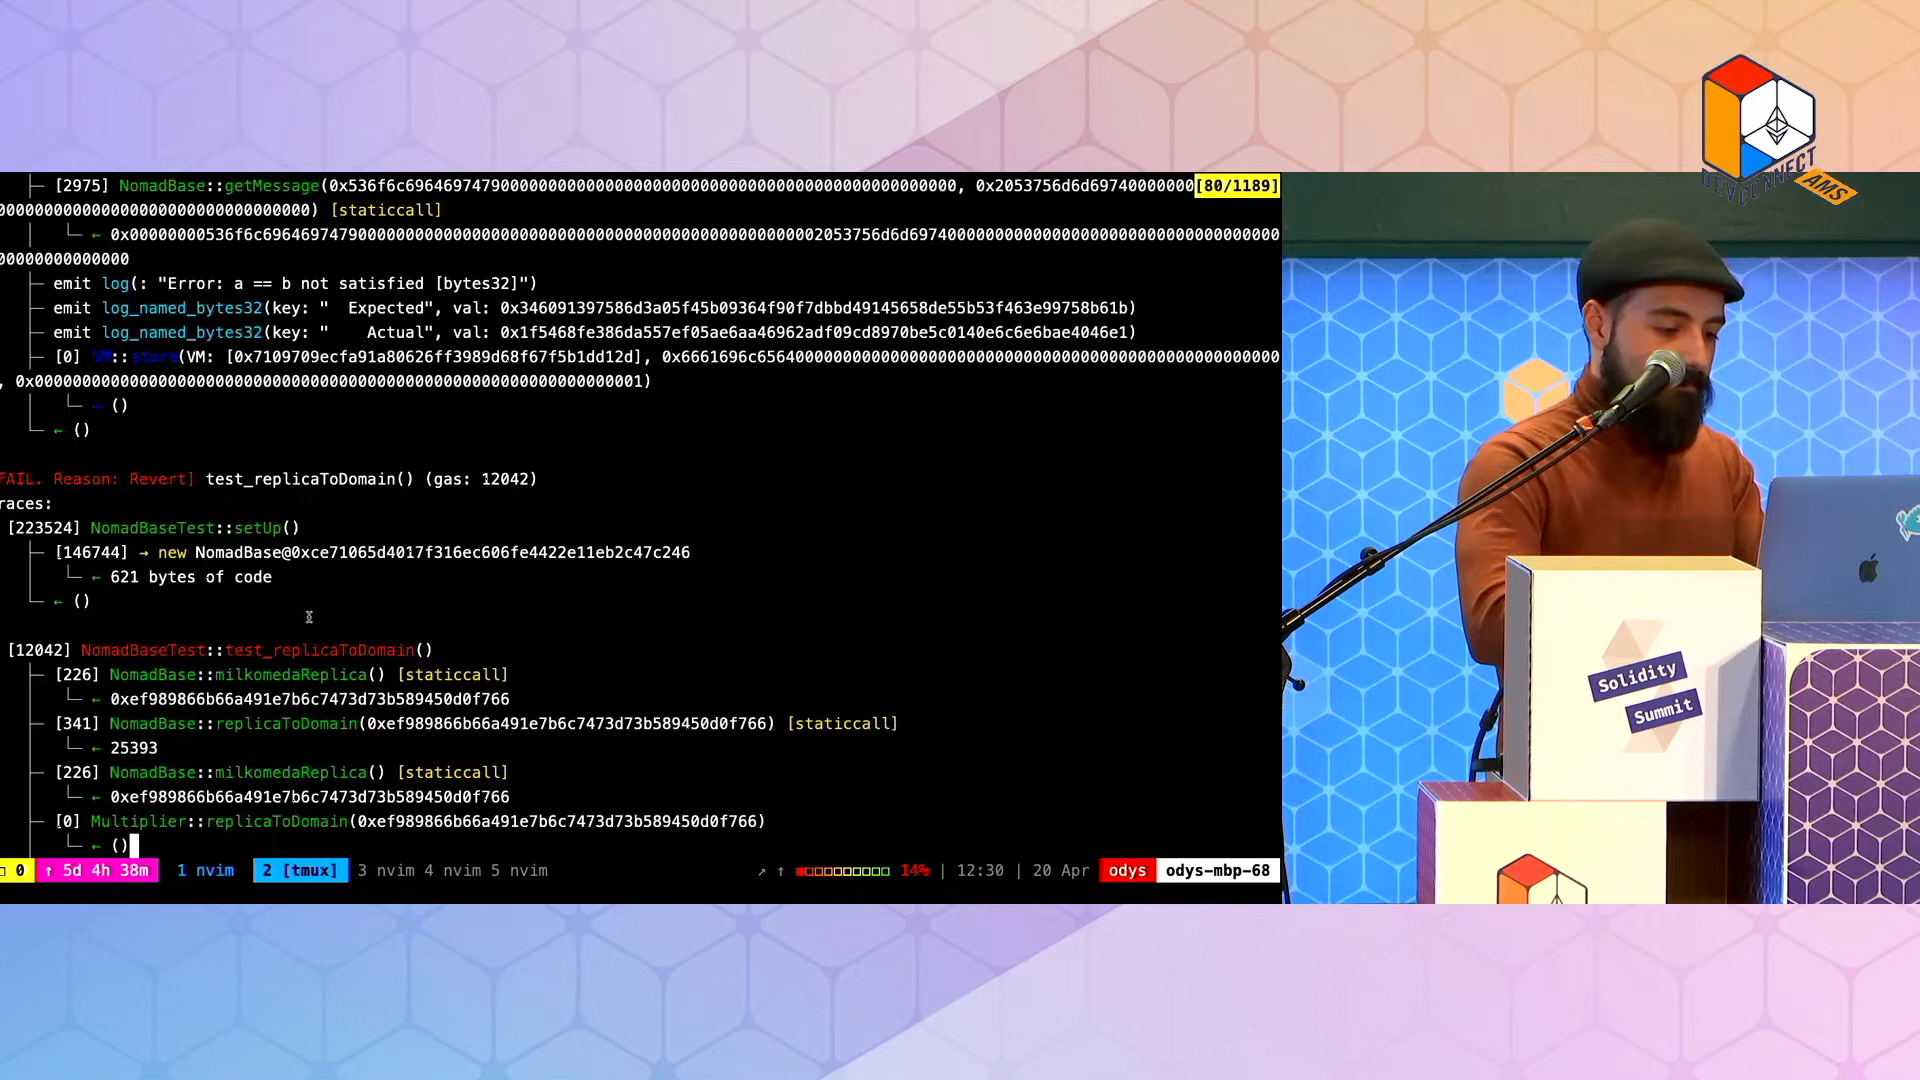 ├─ [2975] NomadBase::getMessage(0x536f6c6964697479000000000000000000000000000000000000000000000000, 0x2053756d6d69740000000[80/1189]
0000000000000000000000000000000000) [staticcall]
│   └─ ← 
├─ emit log(: "Error: a == b not satisfied [bytes32]")
├─ emit log_named_bytes32(key: "  Expected", val: 0x346091397586d3a05f45b09364f90f7dbbd49145658de55b53f463e99758b61b)
├─ emit log_named_bytes32(key: "    Actual", val: 0x1f5468fe386da557ef05ae6aa46962adf09cd8970be5c0140e6c6e6bae4046e1)
├─ [0] VM::store(VM: [0x7109709ecfa91a80626ff3989d68f67f5b1dd12d], 0x6661696c65640000000000000000000000000000000000000000000000000000
, 0x0000000000000000000000000000000000000000000000000000000000000001)
│   └─ ← ()
└─ ← ()
FAIL. Reason: Revert] test_replicaToDomain() (gas: 12042)
races:
[223524] NomadBaseTest::setUp()
├─ [146744] → new NomadBase@0xce71065d4017f316ec606fe4422e11eb2c47c246
│   └─ ← 621 bytes of code
└─ ← ()
[12042] NomadBaseTest::test_replicaToDomain()
├─ [226] NomadBase::milkomedaReplica() [staticcall]
│   └─ ← 0xef989866b66a491e7b6c7473d73b589450d0f766
├─ [341] NomadBase::replicaToDomain(0xef989866b66a491e7b6c7473d73b589450d0f766) [staticcall]
│   └─ ← 25393
├─ [226] NomadBase::milkomedaReplica() [staticcall]
│   └─ ← 0xef989866b66a491e7b6c7473d73b589450d0f766
├─ [0] Multiplier::replicaToDomain(0xef989866b66a491e7b6c7473d73b589450d0f766)
│   └─ ← ()
0 ↑ 5d 4h 38m 1 nvim 2 [tmux] 3 nvim 4 nvim 5 nvim ↗ ↑ 14% | 12:30 | 20 Apr odys odys-mbp-68
DEVCONNECT
AMS
Solidity
Summit